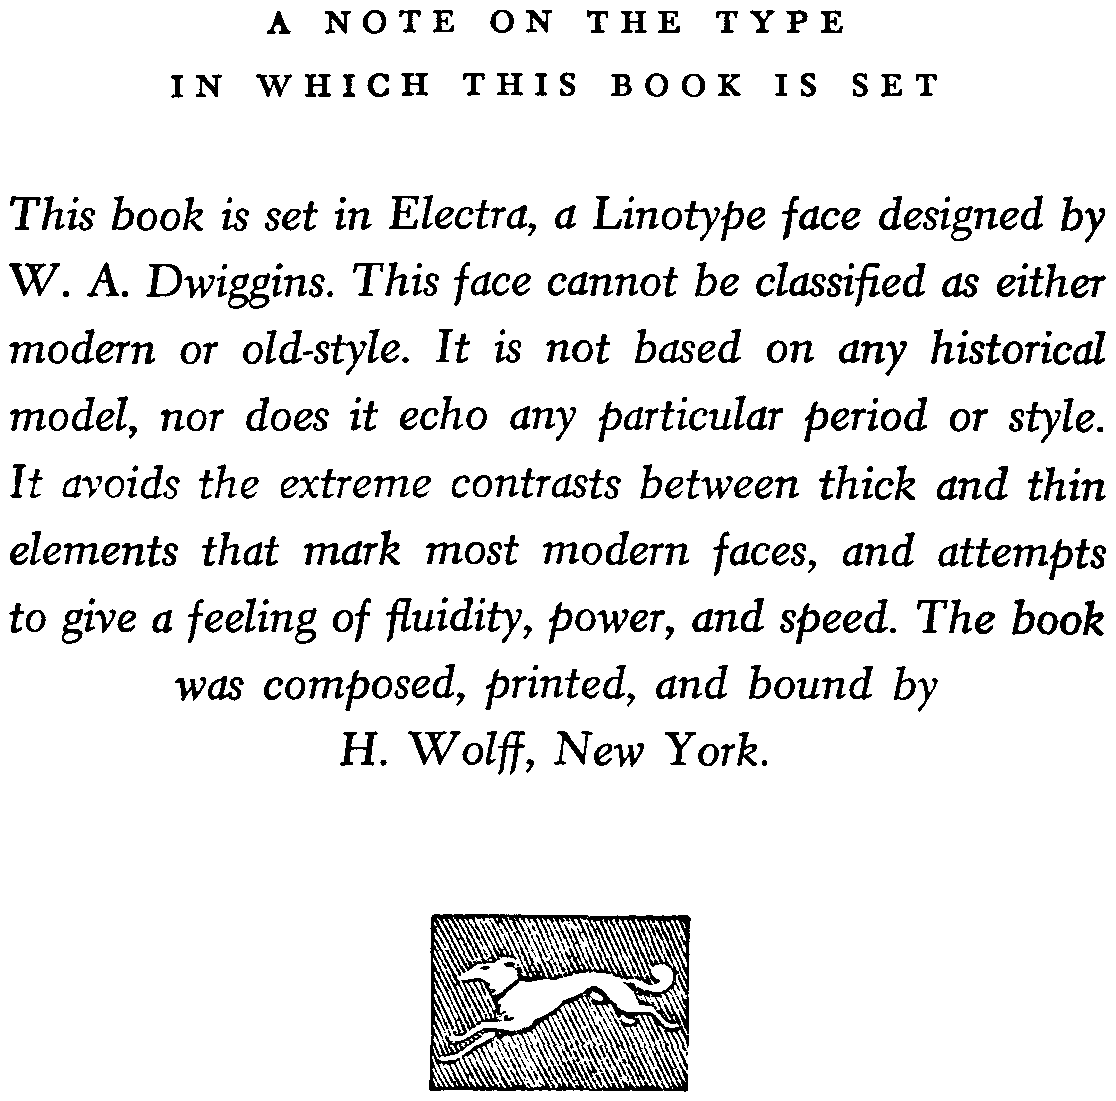 A NOTE ON THE TYPE
IN WHICH THIS BOOK IS SET
This book is set in Electra, a Linotype face designed by
W. A. Dwiggins. This face cannot be classified as either
modern or old-style. It is not based on any historical
model, nor does it echo any particular period or style.
It avoids the extreme contrasts between thick and thin
elements that mark most modern faces, and attempts
to give a feeling of fluidity, power, and speed. The book
was composed, printed, and bound by
H. Wolff, New York.